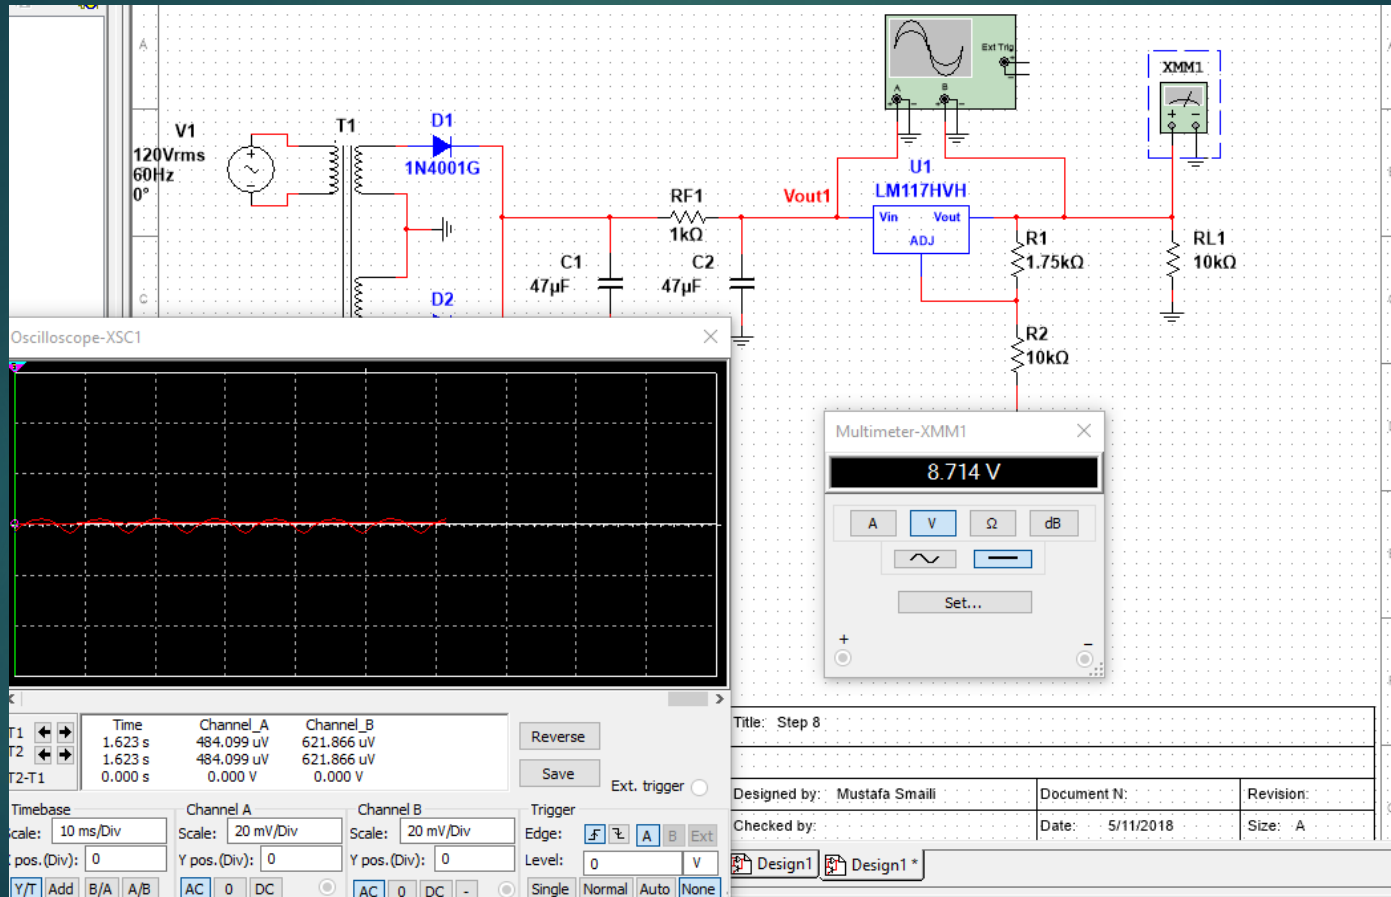 A
V1
120Vrms
60Hz
0°
T1
D1
1N4001G
D2
C
RF1
1kΩ
C1
47µF
C2
47µF
Vout1
A
B
Ext Trig
U1
LM117HVH
Vin
Vout
ADJ
R1
1.75kΩ
R2
10kΩ
XMM1
RL1
10kΩ
Oscilloscope-XSC1
Multimeter-XMM1
8.714 V
A V Ω dB
Set...
+ −
Time Channel_A Channel_B
T1 1.623 s 484.099 uV 621.866 uV
T2 1.623 s 484.099 uV 621.866 uV
T2-T1 0.000 s 0.000 V 0.000 V
Reverse
Save
Ext. trigger
Timebase
Scale: 10 ms/Div
pos.(Div): 0
Y/T Add B/A A/B
Channel A
Scale: 20 mV/Div
Y pos.(Div): 0
AC 0 DC
Channel B
Scale: 20 mV/Div
Y pos.(Div): 0
AC 0 DC -
Trigger
Edge: A B Ext
Level: 0 V
Single Normal Auto None
Title: Step 8
Designed by: Mustafa Smaili
Document N:
Revision:
Checked by:
Date: 5/11/2018
Size: A
Design1
Design1 *